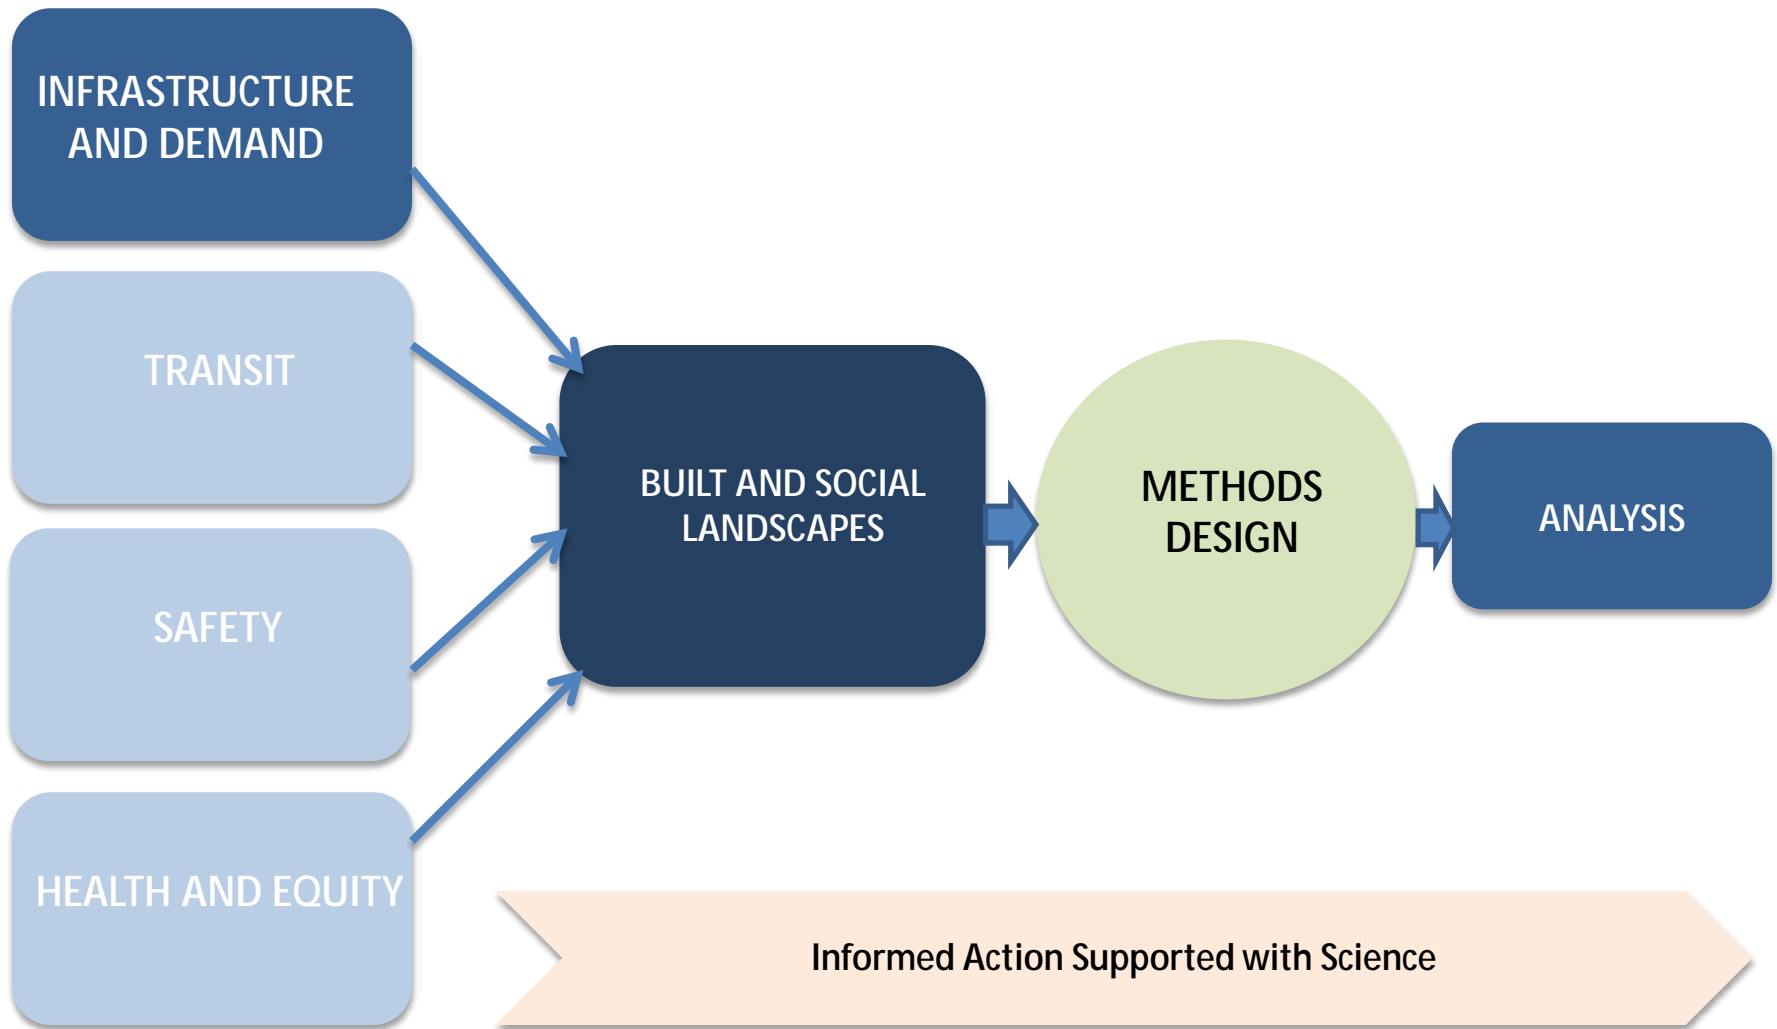 INFRASTRUCTURE
AND DEMAND
TRANSIT
SAFETY
HEALTH AND EQUITY
BUILT AND SOCIAL
LANDSCAPES
METHODS
DESIGN
ANALYSIS
Informed Action Supported with Science